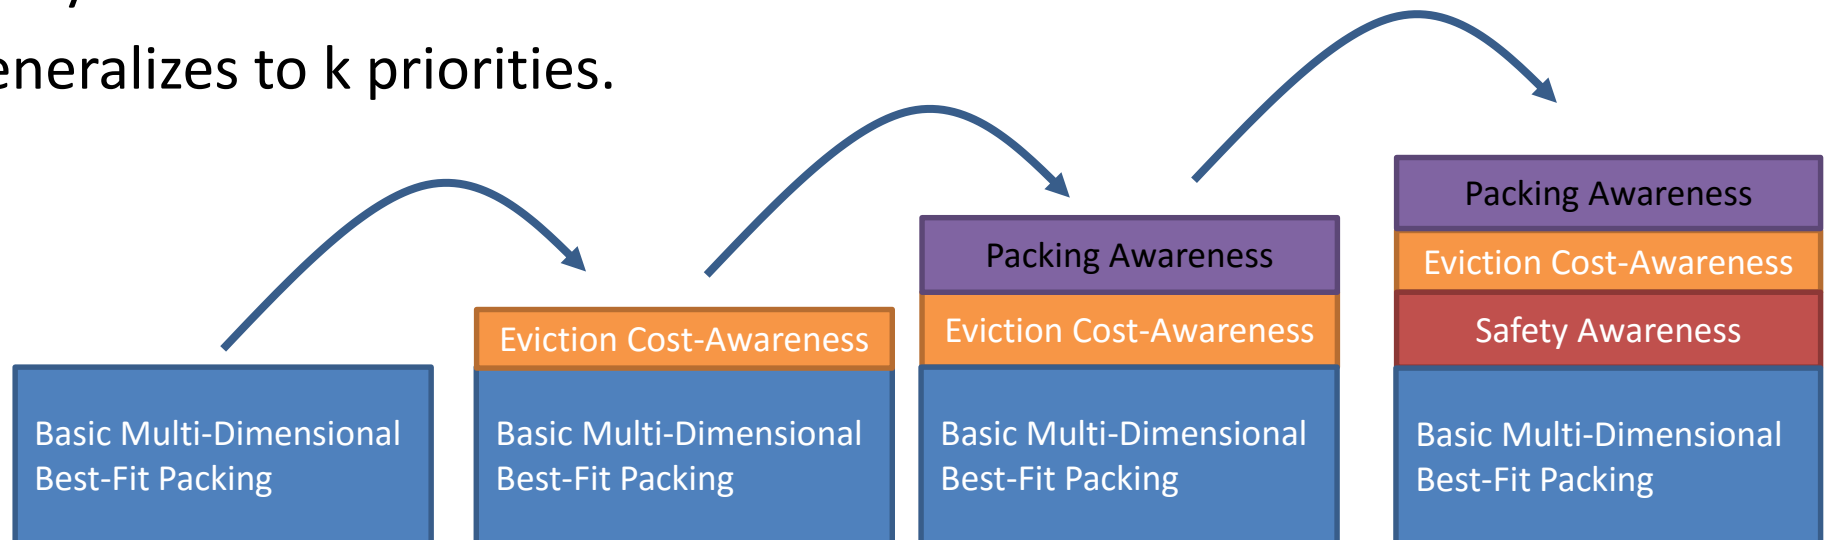 eneralizes to k priorities.
Packing Awareness
Packing Awareness
Eviction Cost-Awareness
Eviction Cost-Awareness
Eviction Cost-Awareness
Safety Awareness
Basic Multi-Dimensional
Best-Fit Packing
Basic Multi-Dimensional
Best-Fit Packing
Basic Multi-Dimensional
Best-Fit Packing
Basic Multi-Dimensional
Best-Fit Packing